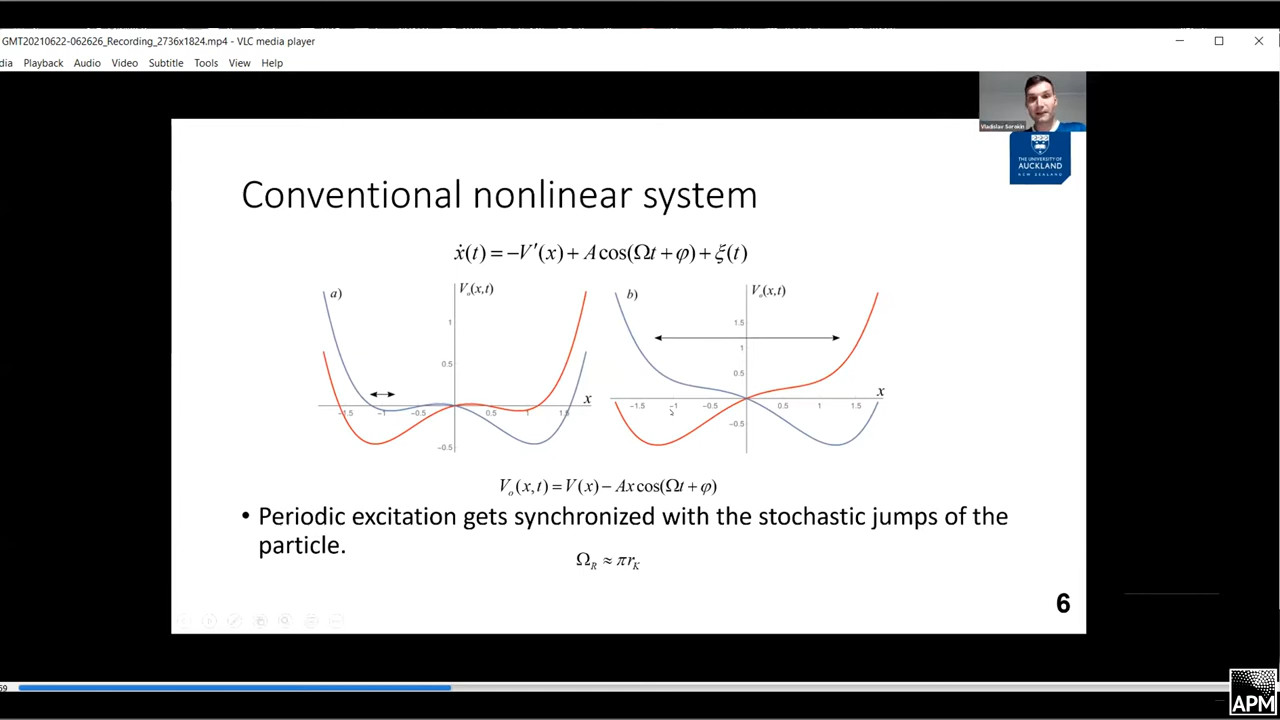 GMT20210622-062626_Recording_2736x1824.mp4 - VLC media player
dia Playback Audio Video Subtitle Tools View Help
Vladislav Sorokin
THE UNIVERSITY OF
AUCKLAND
NEW ZEALAND
Conventional nonlinear system
ẋ(t) = −V′(x) + A cos(Ωt + φ) + ξ(t)
a) Vₒ(x,t)
1
0.5
-1.5 -1 -0.5 0.5 1 1.5 x
-0.5
b) Vₒ(x,t)
1.5
1
0.5
-1.5 -1 -0.5 0.5 1 1.5 x
-0.5
Vₒ(x,t) = V(x) − Ax cos(Ωt + φ)
• Periodic excitation gets synchronized with the stochastic jumps of the
particle.
Ω_R ≈ πr_K
6
59
APM